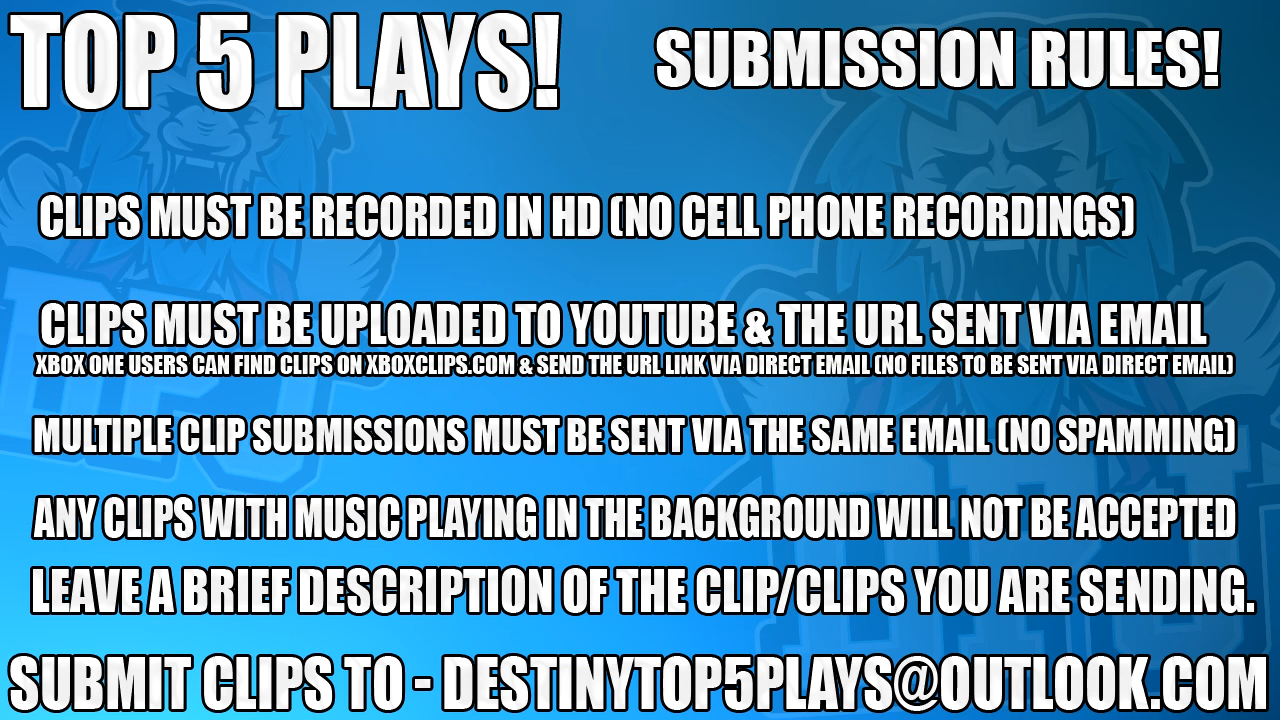 TOP 5 PLAYS!
SUBMISSION RULES!
CLIPS MUST BE RECORDED IN HD (NO CELL PHONE RECORDINGS)
CLIPS MUST BE UPLOADED TO YOUTUBE & THE URL SENT VIA EMAIL
XBOX ONE USERS CAN FIND CLIPS ON XBOXCLIPS.COM & SEND THE URL LINK VIA DIRECT EMAIL (NO FILES TO BE SENT VIA DIRECT EMAIL)
MULTIPLE CLIP SUBMISSIONS MUST BE SENT VIA THE SAME EMAIL (NO SPAMMING)
ANY CLIPS WITH MUSIC PLAYING IN THE BACKGROUND WILL NOT BE ACCEPTED
LEAVE A BRIEF DESCRIPTION OF THE CLIP/CLIPS YOU ARE SENDING.
SUBMIT CLIPS TO - DESTINYTOP5PLAYS@OUTLOOK.COM